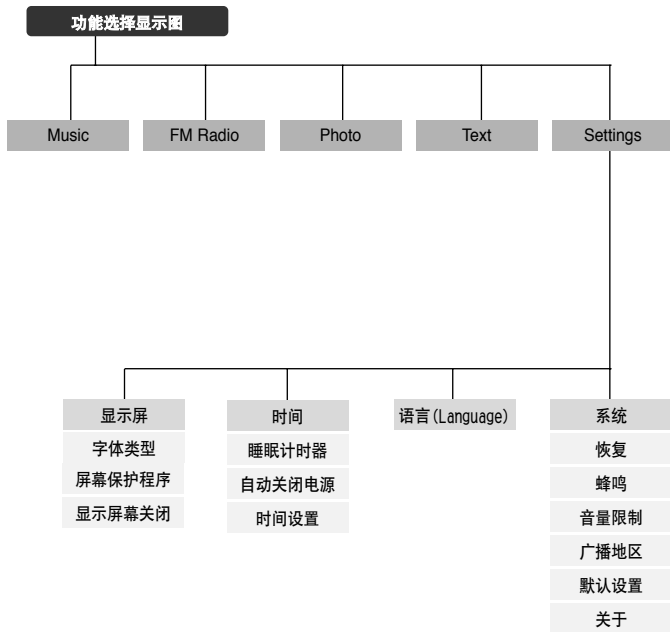 功能选择显示图
Music
FM Radio
Photo
Text
Settings
显示屏
字体类型
屏幕保护程序
显示屏幕关闭
时间
睡眠计时器
自动关闭电源
时间设置
语言(Language)
系统
恢复
蜂鸣
音量限制
广播地区
默认设置
关于